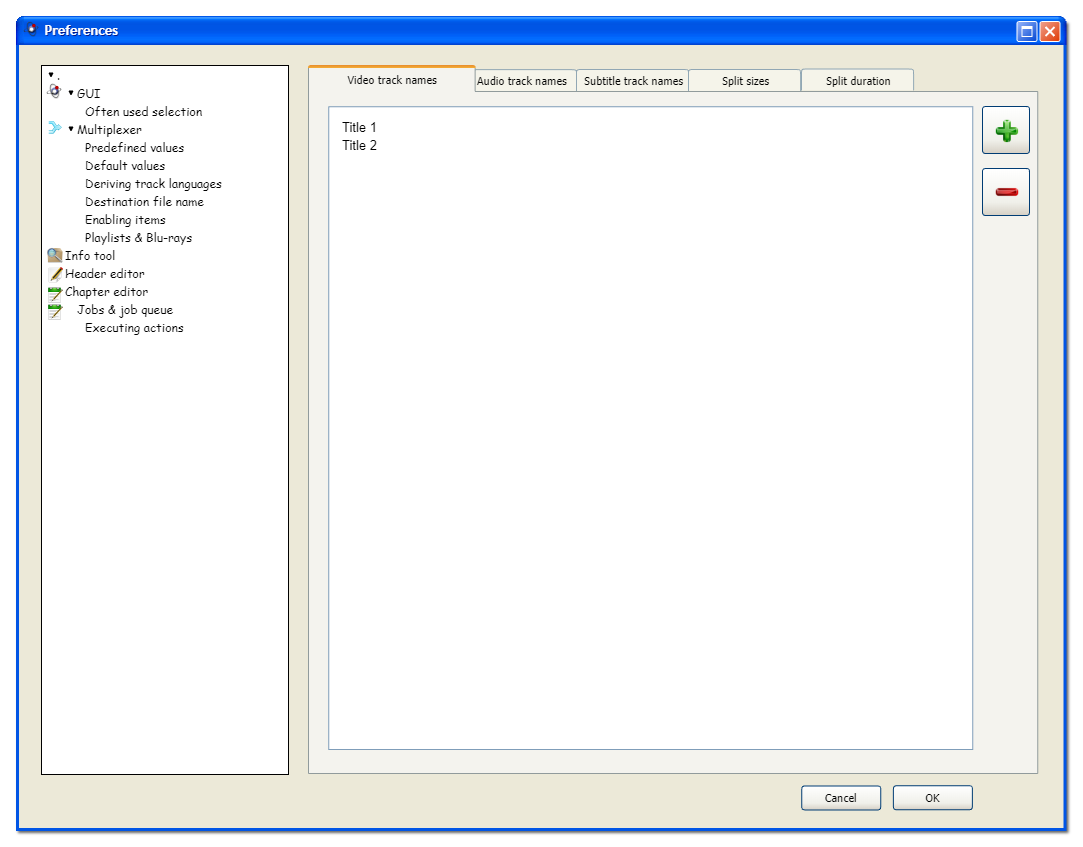 Preferences
.
GUI
Often used selection
Multiplexer
Predefined values
Default values
Deriving track languages
Destination file name
Enabling items
Playlists & Blu-rays
Info tool
Header editor
Chapter editor
Jobs & job queue
Executing actions
Video track names
Audio track names
Subtitle track names
Split sizes
Split duration
Title 1
Title 2
Cancel
OK